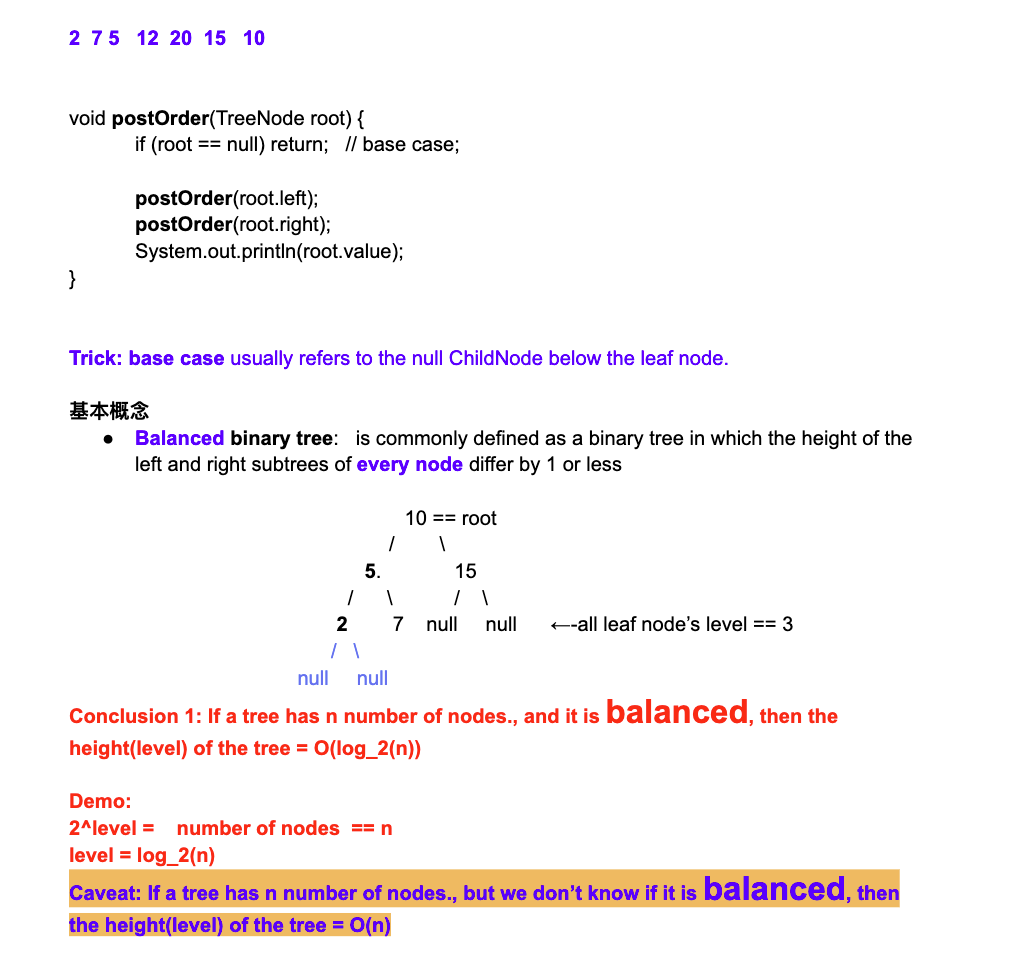 2 7 5 12 20 15 10
void postOrder(TreeNode root) {
if (root == null) return; // base case;
postOrder(root.left);
postOrder(root.right);
System.out.println(root.value);
}
Trick: base case usually refers to the null ChildNode below the leaf node.
基本概念
● Balanced binary tree: is commonly defined as a binary tree in which the height of the
left and right subtrees of every node differ by 1 or less
10 == root
/ \
5. 15
/ \ / \
2 7 null null ←-all leaf node’s level == 3
/ \
null null
Conclusion 1: If a tree has n number of nodes., and it is balanced, then the
height(level) of the tree = O(log_2(n))
Demo:
2^level = number of nodes == n
level = log_2(n)
Caveat: If a tree has n number of nodes., but we don’t know if it is balanced, then
the height(level) of the tree = O(n)